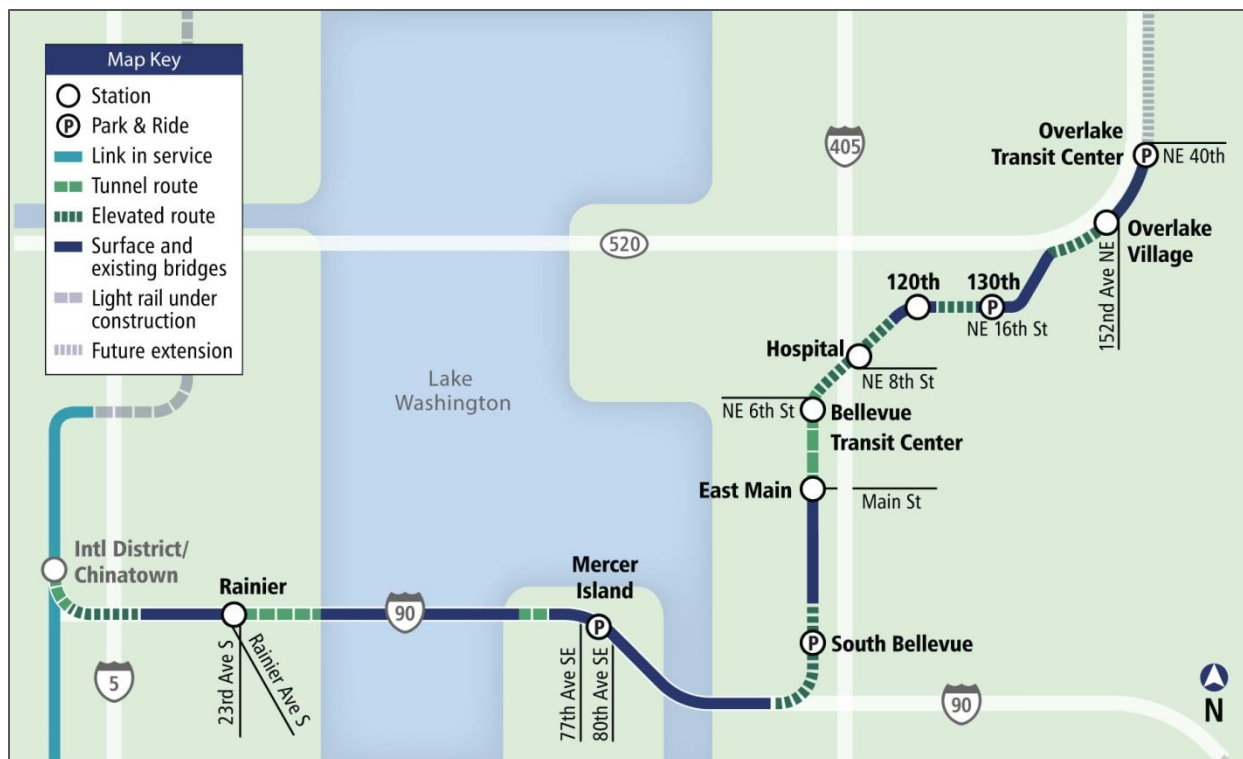 Map Key
Station
Park & Ride
Link in service
Tunnel route
Elevated route
Surface and
existing bridges
Light rail under
construction
Future extension
405
Overlake
Transit Center
NE 40th
520
Overlake
Village
152nd Ave NE
120th
130th
NE 16th St
Hospital
NE 8th St
Lake
Washington
NE 6th St
Bellevue
Transit Center
East Main
Main St
Intl District/
Chinatown
Rainier
90
Mercer
Island
P
South Bellevue
5
23rd Ave S
Rainier Ave S
77th Ave SE
80th Ave SE
90
N